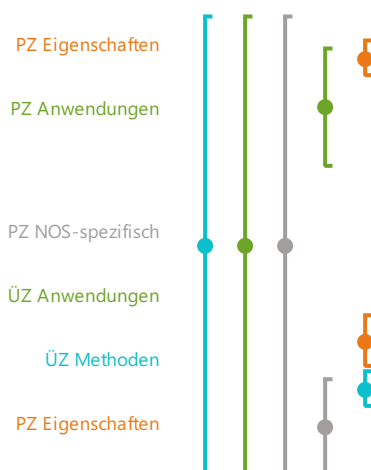 PZ Eigenschaften
PZ Anwendungen
PZ NOS-spezifisch
ÜZ Anwendungen
ÜZ Methoden
PZ Eigenschaften